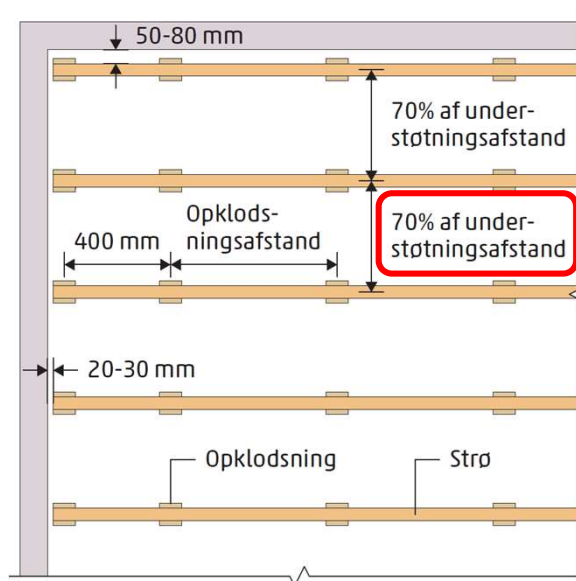 50-80 mm
70% af under-
støtningsafstand
Opklods-
ningsafstand
400 mm
70% af under-
støtningsafstand
20-30 mm
Opklodsning
Strø